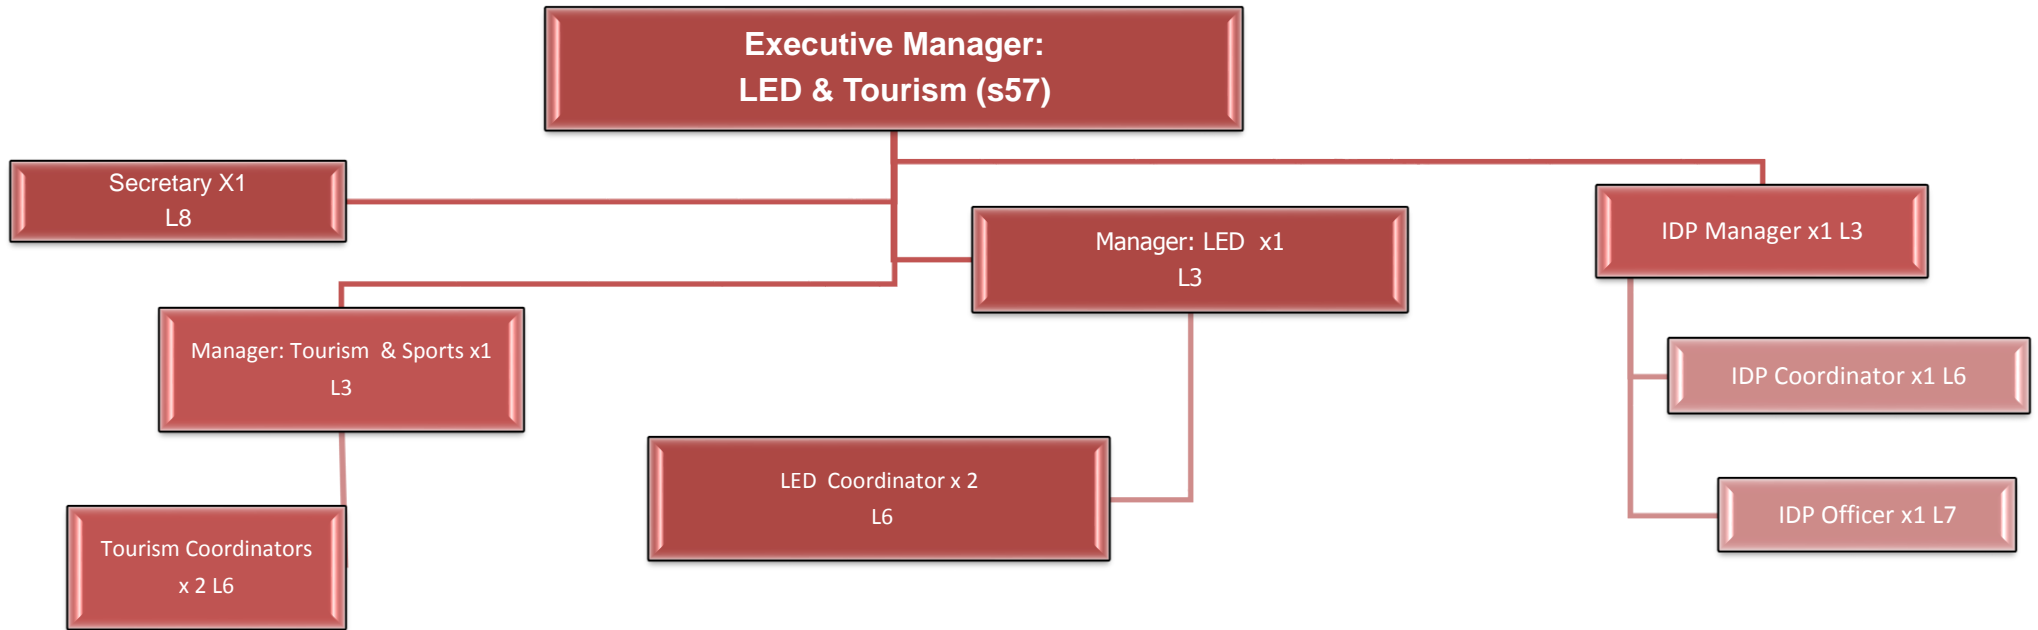 Executive Manager:
LED & Tourism (s57)
Secretary X1
L8
Manager: LED  x1
L3
IDP Manager x1 L3
Manager: Tourism  & Sports x1
L3
IDP Coordinator x1 L6
LED  Coordinator x 2
L6
IDP Officer x1 L7
Tourism Coordinators
x 2 L6